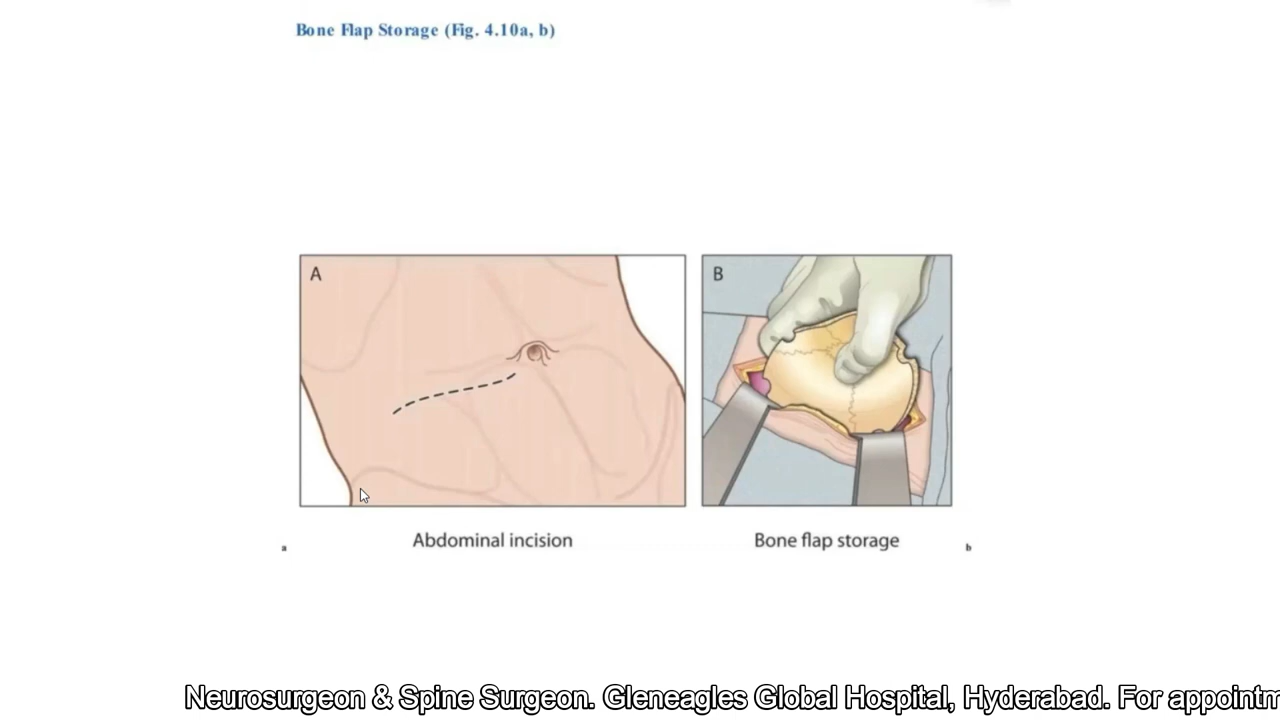 Bone Flap Storage (Fig. 4.10a, b)
A
B
Abdominal incision
Bone flap storage
a
b
Neurosurgeon & Spine Surgeon. Gleneagles Global Hospital, Hyderabad. For